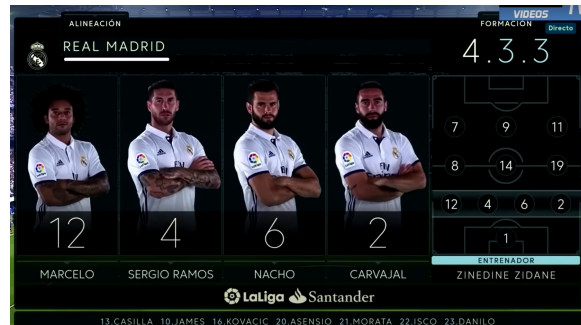 VIDEOS
Directo
ALINEACIÓN
REAL MADRID
FORMACIÓN
4.3.3
7 9 11
8 14 19
12 4 6 2
1
12 4 6 2
MARCELO SERGIO RAMOS NACHO CARVAJAL
ENTRENADOR
ZINEDINE ZIDANE
LaLiga Santander
13.CASILLA 10.JAMES 16.KOVACIC 20.ASENSIO 21.MORATA 22.ISCO 23.DANILO